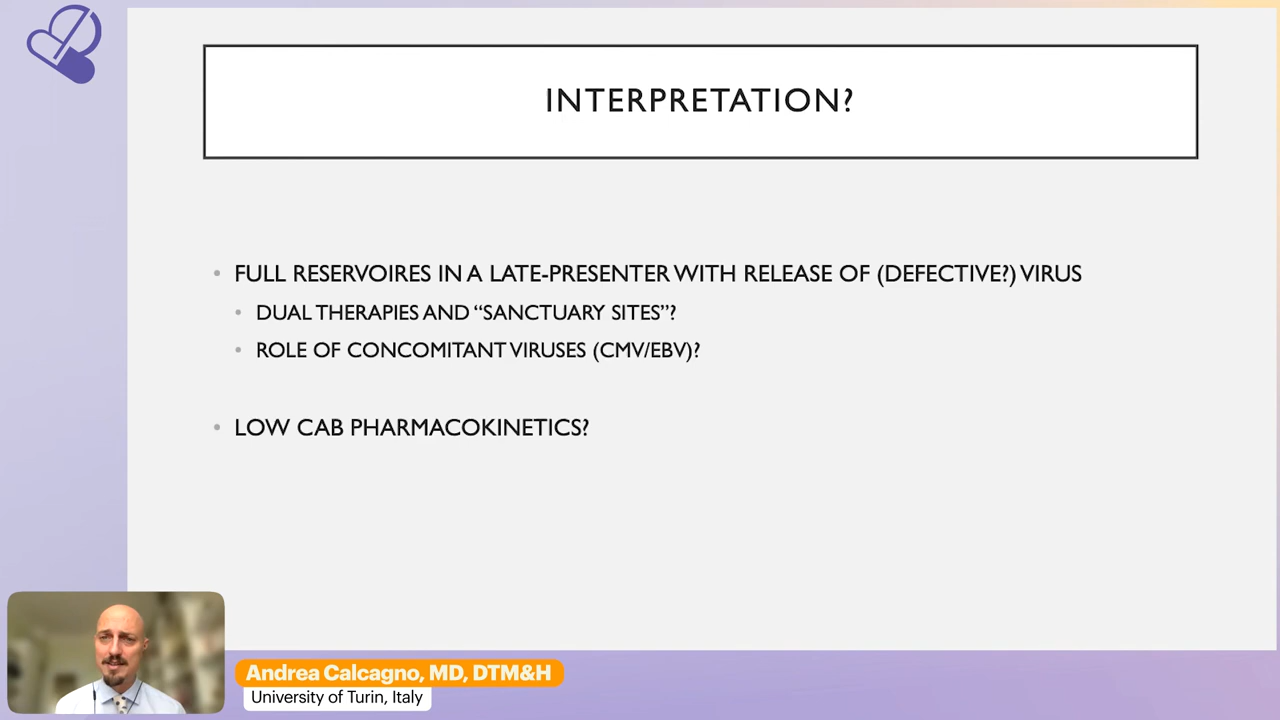 INTERPRETATION?
• FULL RESERVOIRES IN A LATE-PRESENTER WITH RELEASE OF (DEFECTIVE?) VIRUS
• DUAL THERAPIES AND “SANCTUARY SITES”?
• ROLE OF CONCOMITANT VIRUSES (CMV/EBV)?
• LOW CAB PHARMACOKINETICS?
Andrea Calcagno, MD, DTM&H
University of Turin, Italy